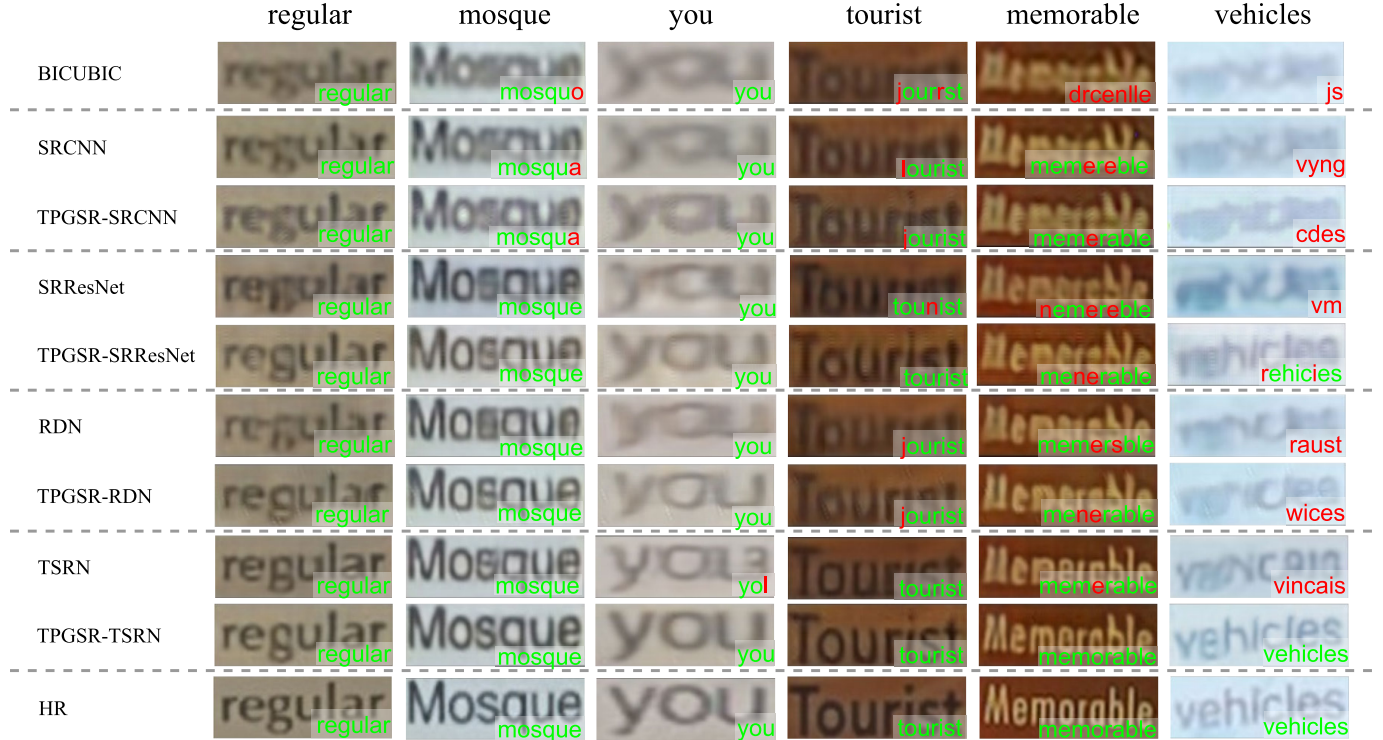 regular mosque you tourist memorable vehicles
BICUBIC regular mosquo you jourrst drcenlle js
SRCNN regular mosqua you lourist memereble vyng
TPGSR-SRCNN regular mosqua you jourist memerable cdes
SRResNet regular mosque you tounist nemereble vm
TPGSR-SRResNet regular mosque you tourist menerable rehicies
RDN regular mosque you jourist memersble raust
TPGSR-RDN regular mosque you jourist menerable wices
TSRN regular mosque yol tourist memerable vincais
TPGSR-TSRN regular mosque you tourist memorable vehicles
HR regular mosque you tourist memorable vehicles